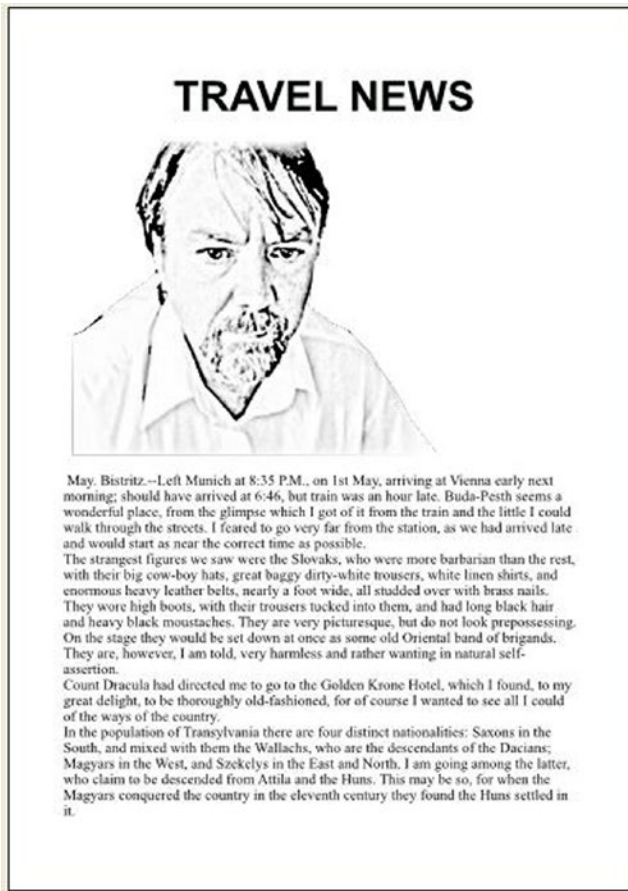 TRAVEL NEWS
May. Bistritz.--Left Munich at 8:35 P.M., on 1st May, arriving at Vienna early next
morning; should have arrived at 6:46, but train was an hour late. Buda-Pesth seems a
wonderful place, from the glimpse which I got of it from the train and the little I could
walk through the streets. I feared to go very far from the station, as we had arrived late
and would start as near the correct time as possible.
The strangest figures we saw were the Slovaks, who were more barbarian than the rest,
with their big cow-boy hats, great baggy dirty-white trousers, white linen shirts, and
enormous heavy leather belts, nearly a foot wide, all studded over with brass nails.
They wore high boots, with their trousers tucked into them, and had long black hair
and heavy black moustaches. They are very picturesque, but do not look prepossessing.
On the stage they would be set down at once as some old Oriental band of brigands.
They are, however, I am told, very harmless and rather wanting in natural self-
assertion.
Count Dracula had directed me to go to the Golden Krone Hotel, which I found, to my
great delight, to be thoroughly old-fashioned, for of course I wanted to see all I could
of the ways of the country.
In the population of Transylvania there are four distinct nationalities: Saxons in the
South, and mixed with them the Wallachs, who are the descendants of the Dacians;
Magyars in the West, and Szekelys in the East and North. I am going among the latter,
who claim to be descended from Attila and the Huns. This may be so, for when the
Magyars conquered the country in the eleventh century they found the Huns settled in
it.